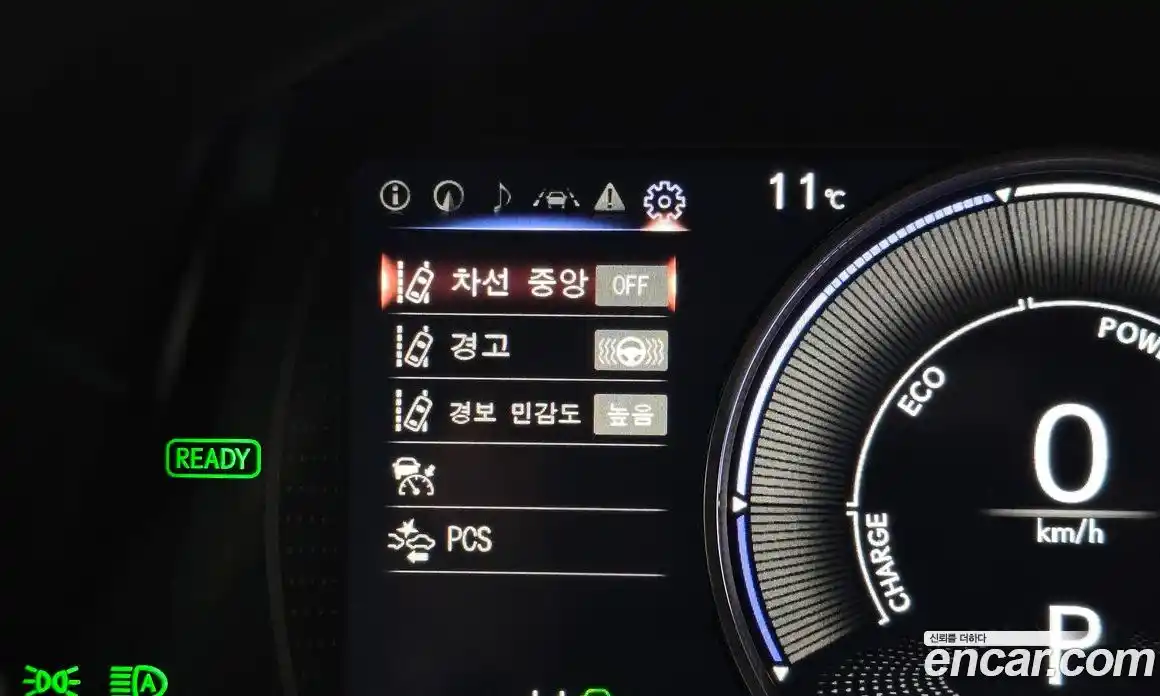 11℃
차선 중앙 OFF
경고
경보 민감도 높음
READY
PCS
POW
ECO
CHARGE
0
km/h
P
A
신뢰를 더하다
encar.com